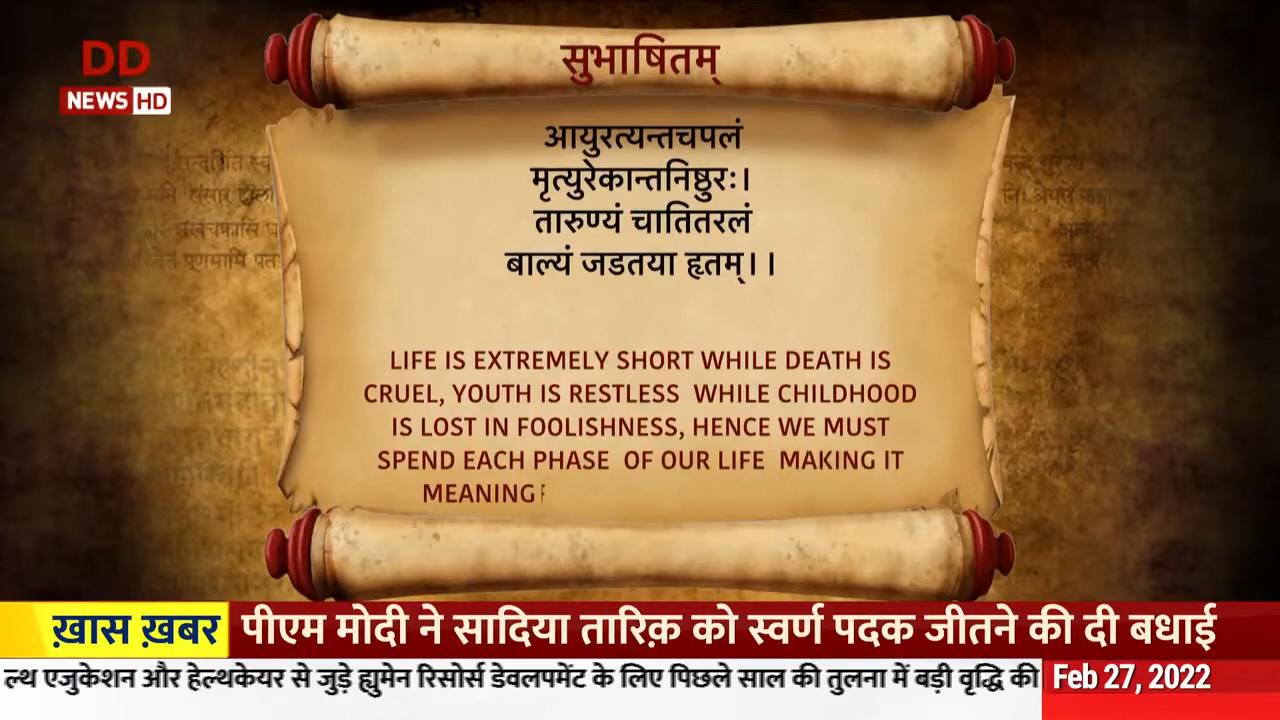 DD
NEWS HD
सुभाषितम्
आयुरत्यन्तचपलं
मृत्युरेकान्तनिष्ठुरः।
तारुण्यं चातितरलं
बाल्यं जडतया हृतम्।।
LIFE IS EXTREMELY SHORT WHILE DEATH IS
CRUEL, YOUTH IS RESTLESS WHILE CHILDHOOD
IS LOST IN FOOLISHNESS, HENCE WE MUST
SPEND EACH PHASE OF OUR LIFE MAKING IT
MEANING
ख़ास ख़बर
पीएम मोदी ने सादिया तारिक़ को स्वर्ण पदक जीतने की दी बधाई
ल्थ एजुकेशन और हेल्थकेयर से जुड़े ह्युमेन रिसोर्स डेवलपमेंट के लिए पिछले साल की तुलना में बड़ी वृद्धि की
Feb 27, 2022